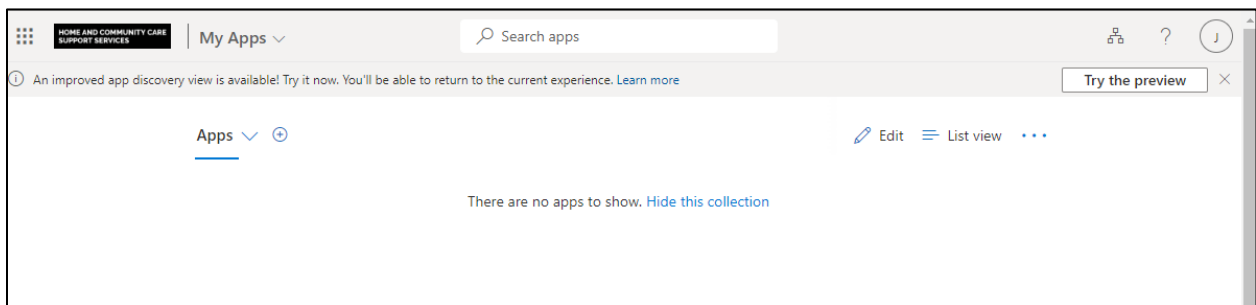 HOME AND COMMUNITY CARE
SUPPORT SERVICES
My Apps
Search apps
?
J
An improved app discovery view is available! Try it now. You'll be able to return to the current experience. Learn more
Try the preview
Apps
Edit
List view
There are no apps to show. Hide this collection